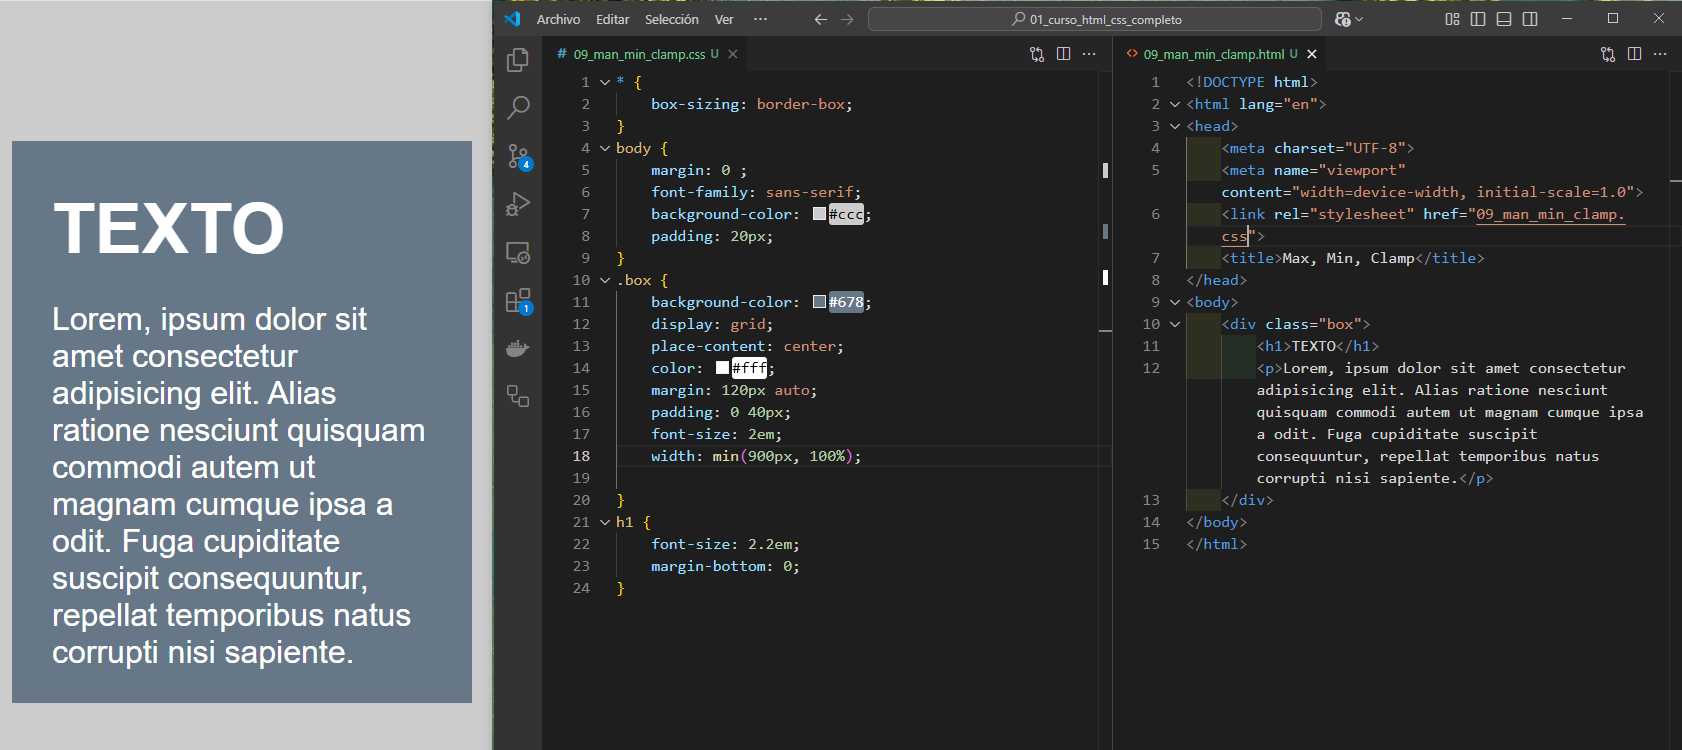 TEXTO
Lorem, ipsum dolor sit
amet consectetur
adipisicing elit. Alias
ratione nesciunt quisquam
commodi autem ut
magnam cumque ipsa a
odit. Fuga cupiditate
suscipit consequuntur,
repellat temporibus natus
corrupti nisi sapiente.
Archivo Editar Selección Ver ··· 01_curso_html_css_completo
4
1
# 09_man_min_clamp.css U
1 * {
2 box-sizing: border-box;
3 }
4 body {
5 margin: 0 ;
6 font-family: sans-serif;
7 background-color: #ccc;
8 padding: 20px;
9 }
10 .box {
11 background-color: #678;
12 display: grid;
13 place-content: center;
14 color: #fff;
15 margin: 120px auto;
16 padding: 0 40px;
17 font-size: 2em;
18 width: min(900px, 100%);
19
20 }
21 h1 {
22 font-size: 2.2em;
23 margin-bottom: 0;
24 }
<> 09_man_min_clamp.html U
1 <!DOCTYPE html>
2 <html lang="en">
3 <head>
4 <meta charset="UTF-8">
5 <meta name="viewport"
content="width=device-width, initial-scale=1.0">
6 <link rel="stylesheet" href="09_man_min_clamp.
css">
7 <title>Max, Min, Clamp</title>
8 </head>
9 <body>
10 <div class="box">
11 <h1>TEXTO</h1>
12 <p>Lorem, ipsum dolor sit amet consectetur
adipisicing elit. Alias ratione nesciunt
quisquam commodi autem ut magnam cumque ipsa
a odit. Fuga cupiditate suscipit
consequuntur, repellat temporibus natus
corrupti nisi sapiente.</p>
13 </div>
14 </body>
15 </html>